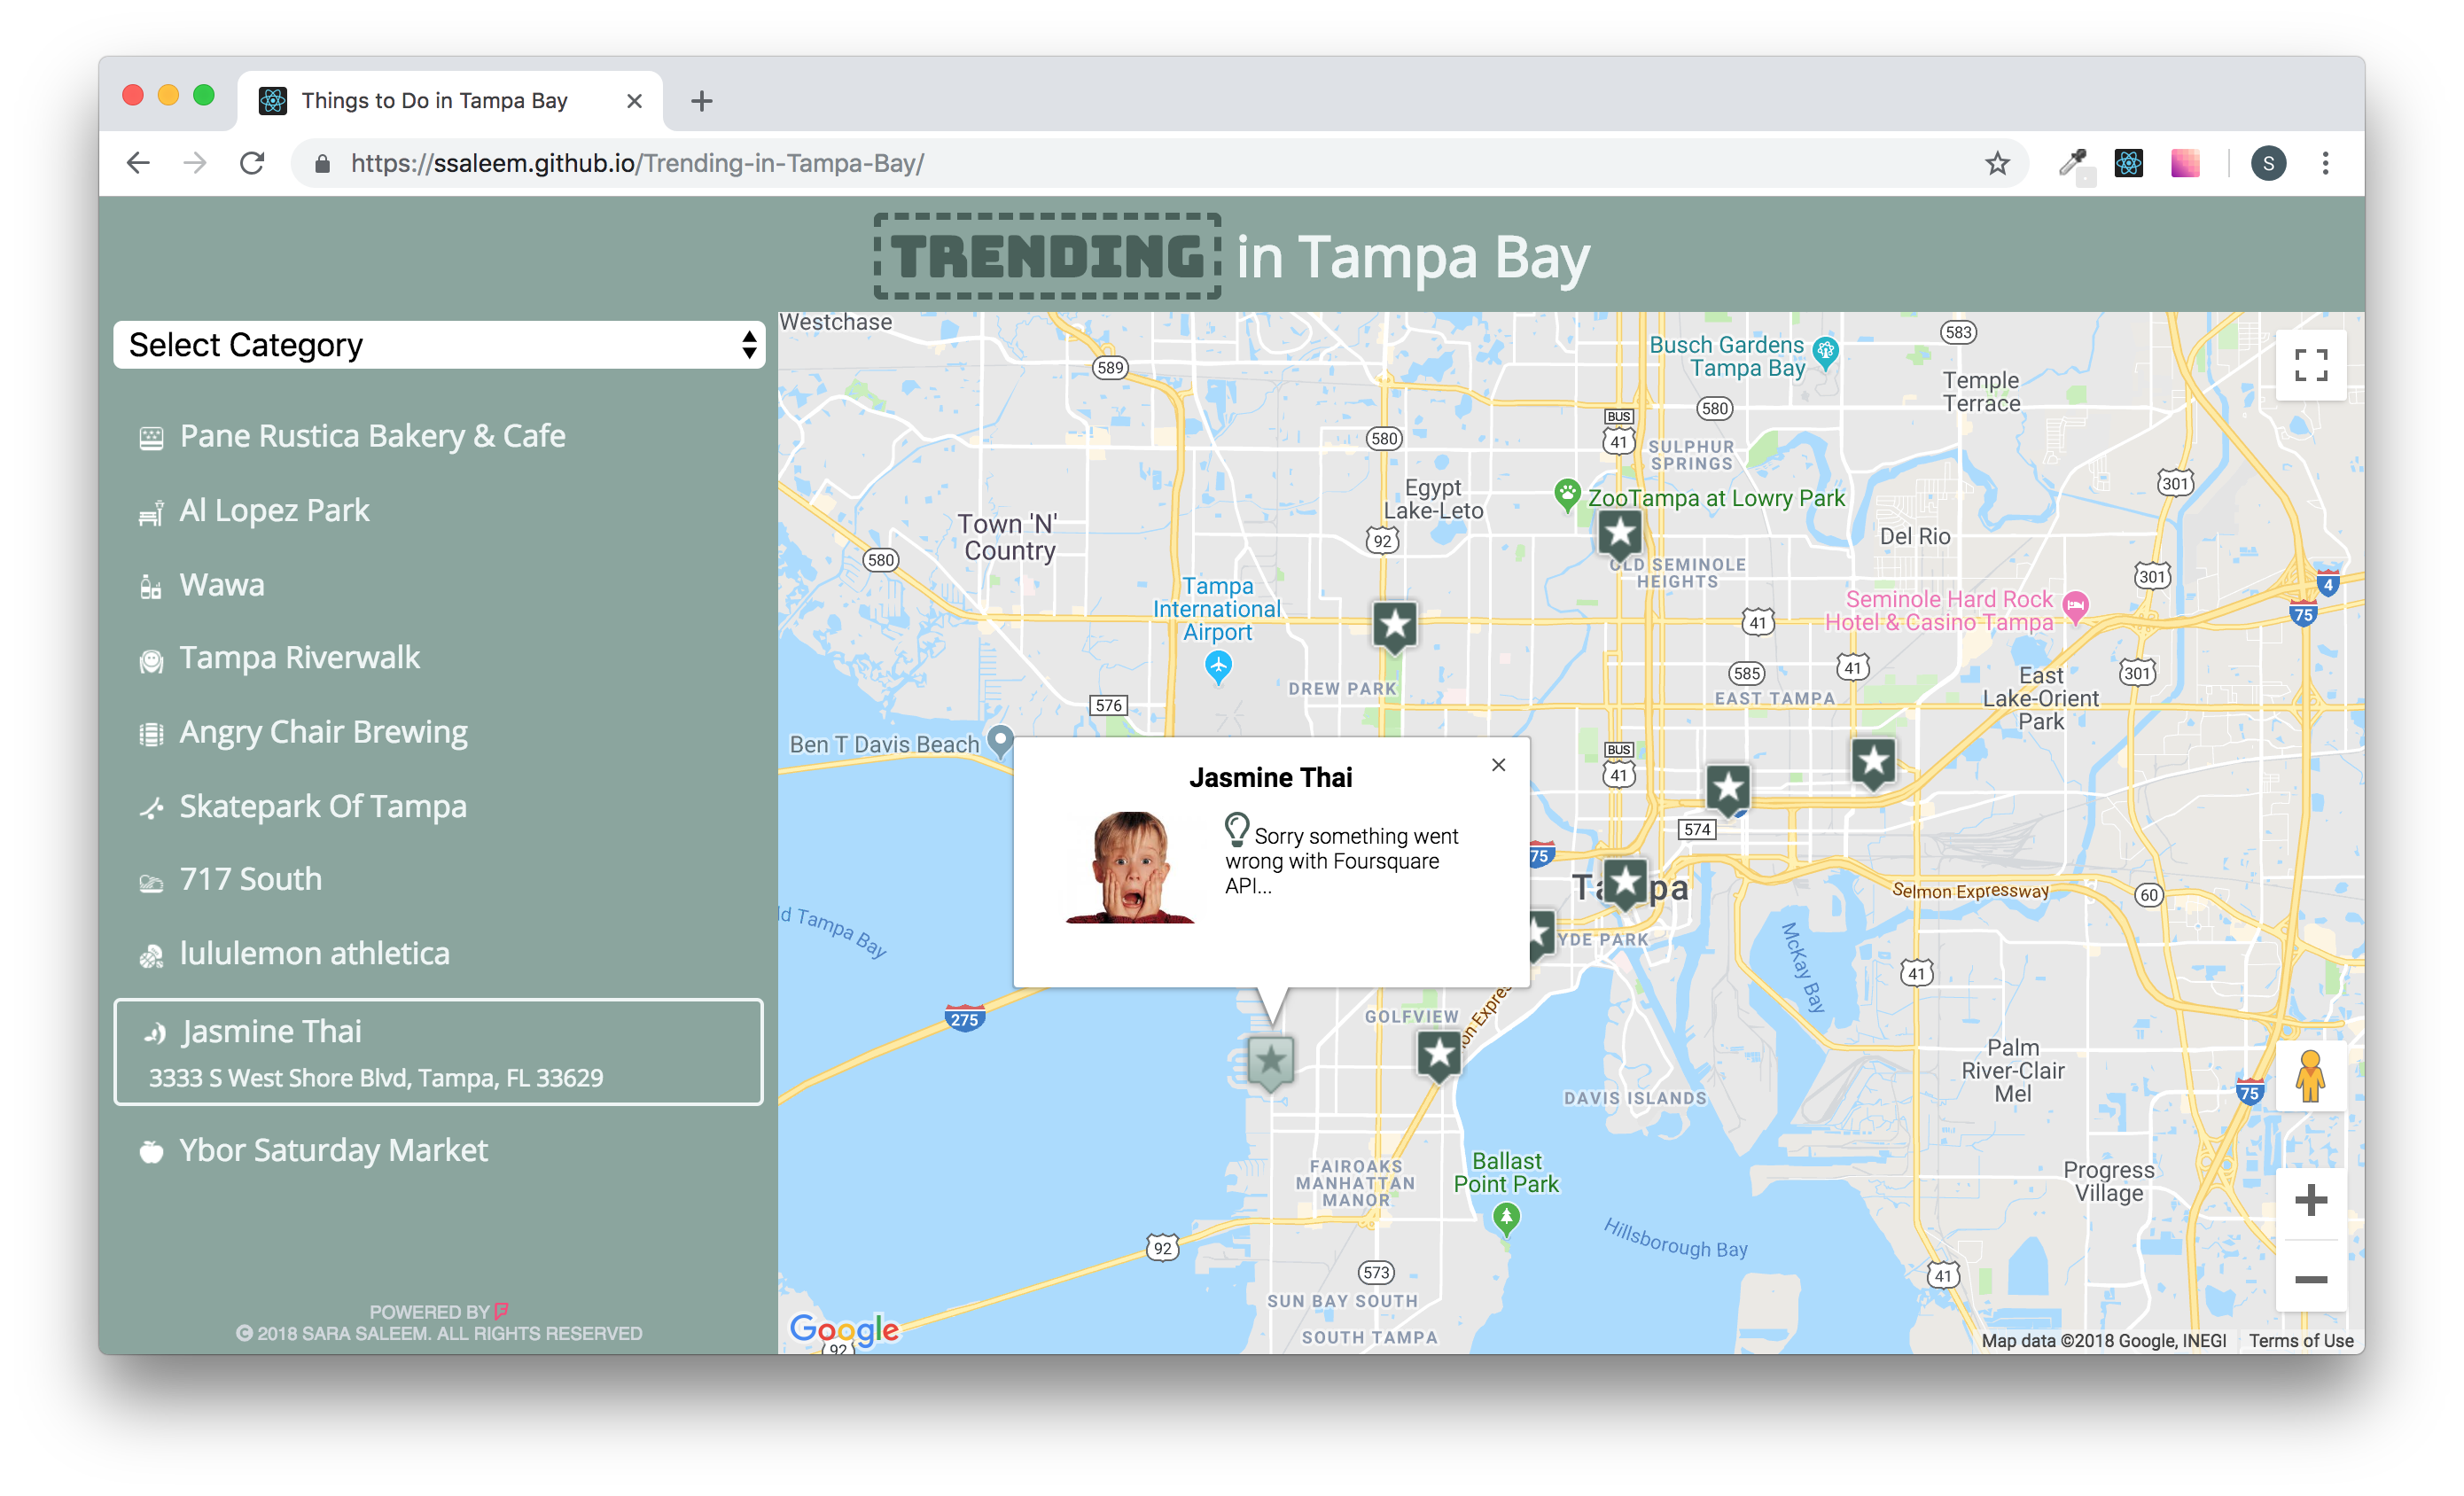 Things to Do in Tampa Bay
https://ssaleem.github.io/Trending-in-Tampa-Bay/
S
TRENDING in Tampa Bay
Select Category
Pane Rustica Bakery & Cafe
Al Lopez Park
Wawa
Tampa Riverwalk
Angry Chair Brewing
Skatepark Of Tampa
717 South
lululemon athletica
Jasmine Thai
3333 S West Shore Blvd, Tampa, FL 33629
Ybor Saturday Market
POWERED BY
© 2018 SARA SALEEM. ALL RIGHTS RESERVED
Westchase
589
Busch Gardens
Tampa Bay
583
Temple
Terrace
580
BUS
41
580
SULPHUR
SPRINGS
301
Egypt
Lake-Leto
ZooTampa at Lowry Park
Town 'N'
Country
92
Del Rio
580
OLD SEMINOLE
HEIGHTS
301
4
Tampa
International
Airport
Seminole Hard Rock
Hotel & Casino Tampa
75
41
585
41
301
East
Lake-Orient
Park
DREW PARK
EAST TAMPA
576
Ben T Davis Beach
BUS
41
Jasmine Thai
Sorry something went
wrong with Foursquare
API...
574
75
Tampa
Selmon Expressway
60
ld Tampa Bay
YDE PARK
McKay Bay
41
275
GOLFVIEW
on Expres
Palm
River-Clair
Mel
75
DAVIS ISLANDS
FAIROAKS
MANHATTAN
MANOR
Ballast
Point Park
Progress
Village
92
Hillsborough Bay
573
41
SUN BAY SOUTH
SOUTH TAMPA
Google
92
Map data ©2018 Google, INEGI
Terms of Use